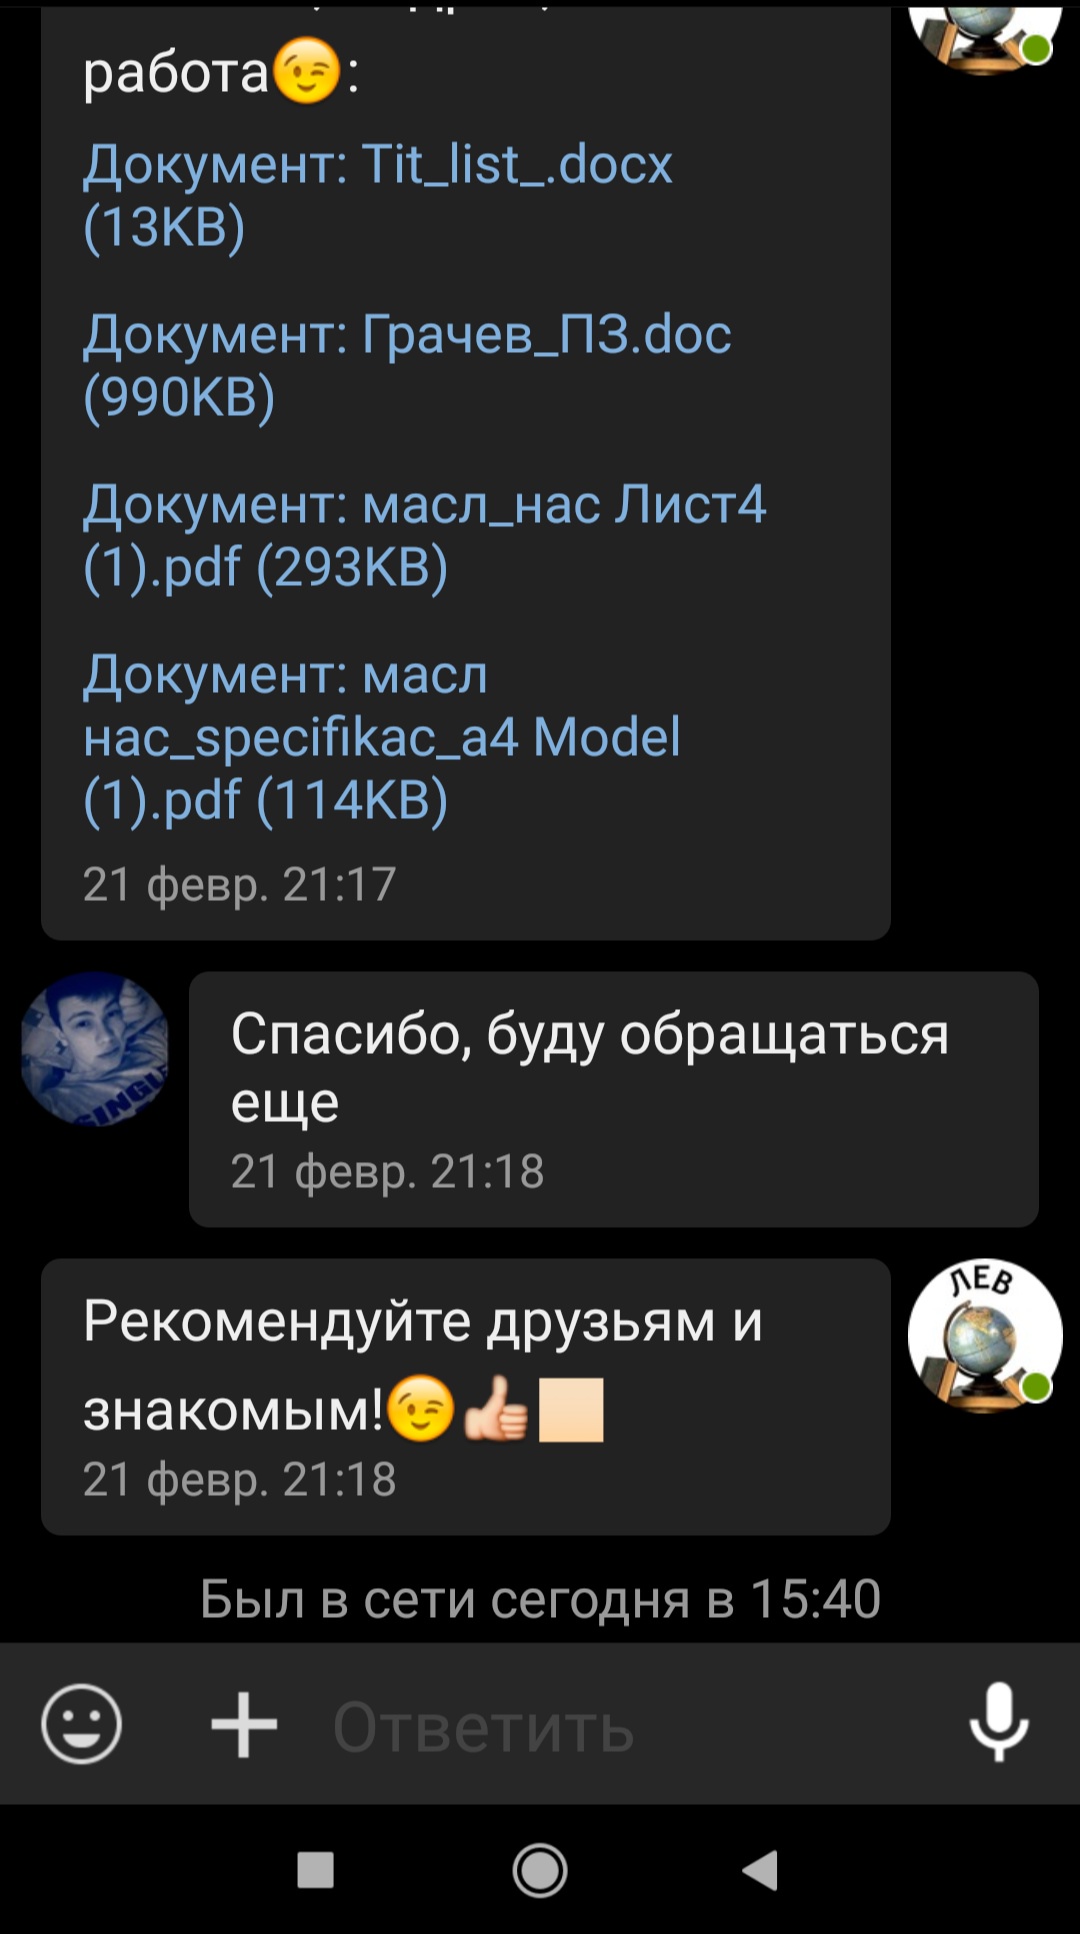 работа😉:
Документ: Tit_list_.docx
(13KB)
Документ: Грачев_ПЗ.doc
(990KB)
Документ: масл_нас Лист4
(1).pdf (293KB)
Документ: масл
нас_specifikac_a4 Model
(1).pdf (114KB)
21 февр. 21:17
SINGL
Спасибо, буду обращаться
еще
21 февр. 21:18
ЛЕВ
Рекомендуйте друзьям и
знакомым!😉👍🏻
21 февр. 21:18
Был в сети сегодня в 15:40
Ответить